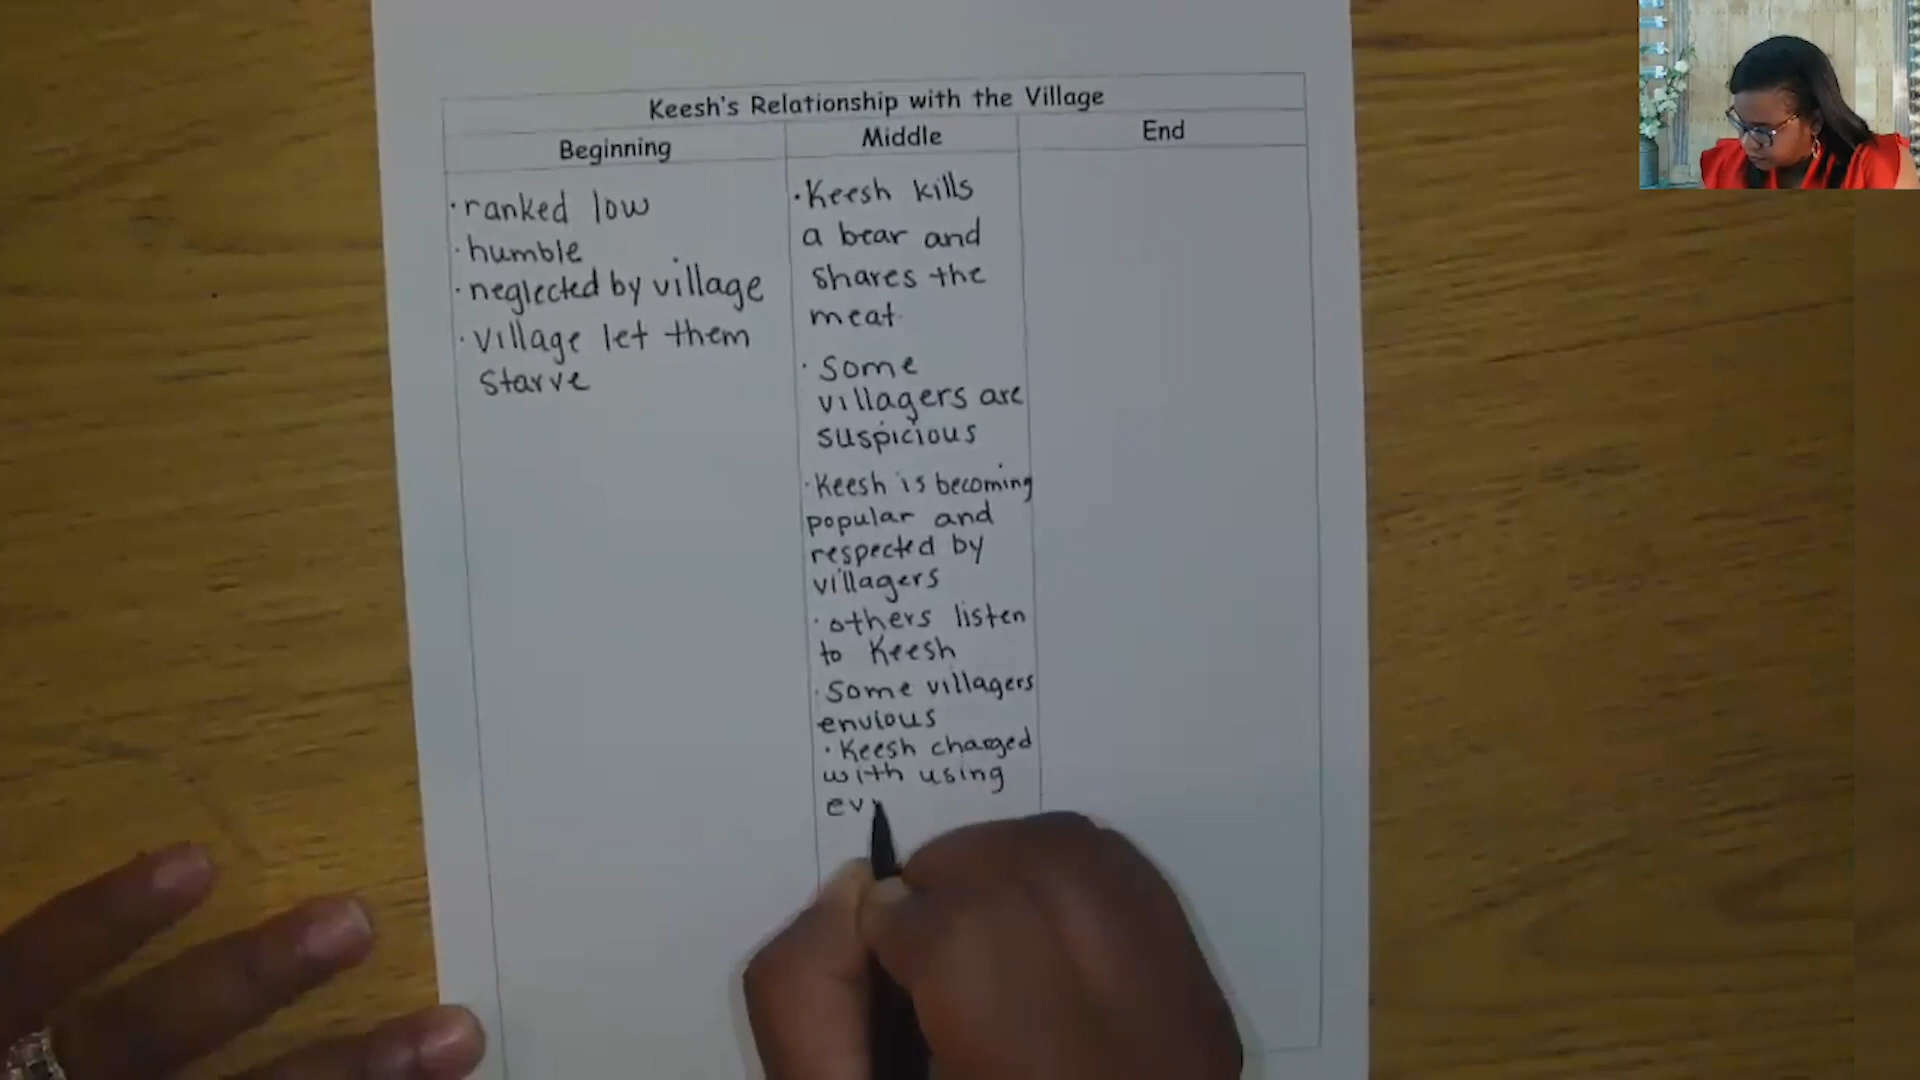 Keesh's Relationship with the Village
Beginning
Middle
End
·ranked low
·humble
·neglected by village
·village let them
starve
·Keesh kills
a bear and
shares the
meat.
·Some
villagers are
suspicious
·Keesh is becoming
popular and
respected by
villagers
·others listen
to Keesh
·Some villagers
envious
·Keesh charged
with using
ev